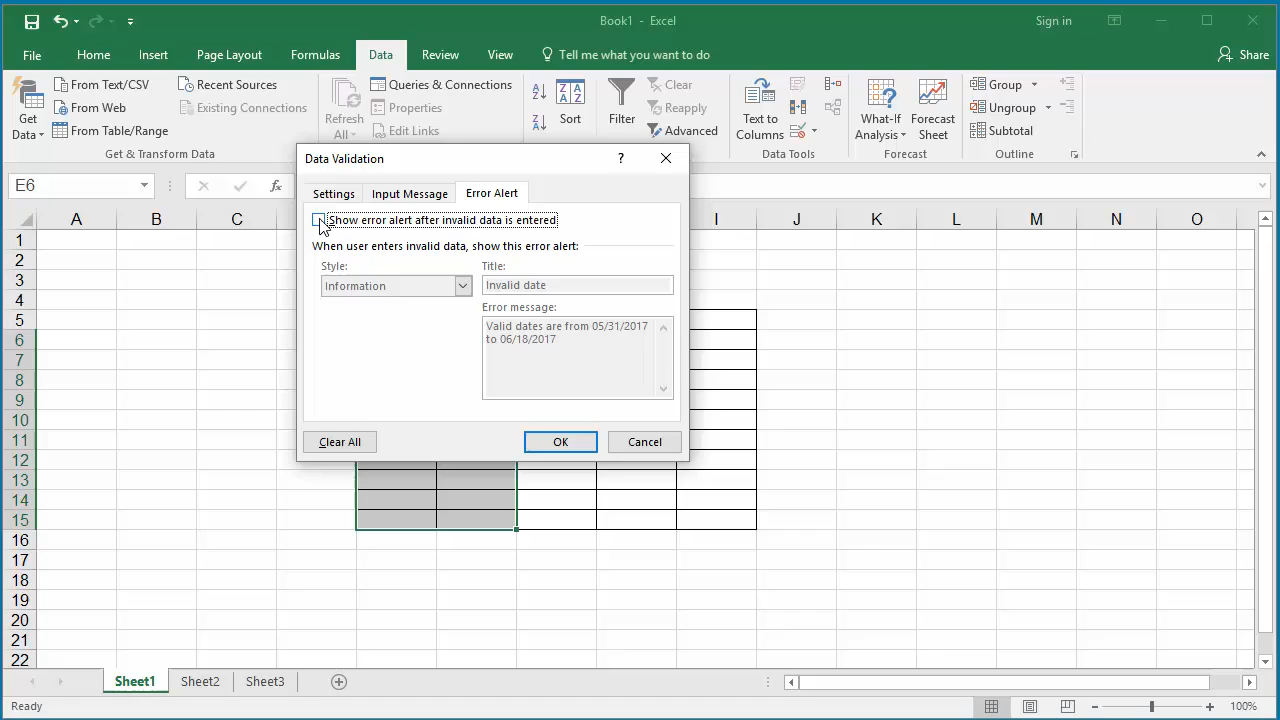 Book1 - Excel
Sign in
File Home Insert Page Layout Formulas Data Review View Tell me what you want to do Share
Get Data
From Text/CSV
From Web
From Table/Range
Recent Sources
Existing Connections
Get & Transform Data
Refresh All
Queries & Connections
Properties
Edit Links
Sort
Filter
Clear
Reapply
Advanced
Text to Columns
Data Tools
What-If Analysis
Forecast Sheet
Forecast
Group
Ungroup
Subtotal
Outline
E6
fx
Data Validation ?
Settings Input Message Error Alert
Show error alert after invalid data is entered
When user enters invalid data, show this error alert:
Style: Title:
Information Invalid date
Error message:
Valid dates are from 05/31/2017
to 06/18/2017
Clear All OK Cancel
A B C I J K L M N O
1
2
3
4
5
6
7
8
9
10
11
12
13
14
15
16
17
18
19
20
21
22
Sheet1 Sheet2 Sheet3
Ready 100%